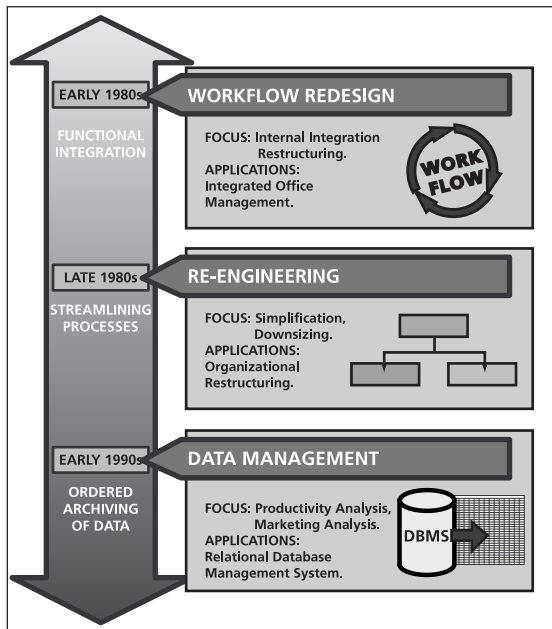 EARLY 1980s
WORKFLOW REDESIGN
FUNCTIONAL
INTEGRATION
FOCUS: Internal Integration
Restructuring.
APPLICATIONS:
Integrated Office
Management.
WORK
FLOW
LATE 1980s
RE-ENGINEERING
STREAMLINING
PROCESSES
FOCUS: Simplification,
Downsizing.
APPLICATIONS:
Organizational
Restructuring.
EARLY 1990s
DATA MANAGEMENT
ORDERED
ARCHIVING
OF DATA
FOCUS: Productivity Analysis,
Marketing Analysis.
APPLICATIONS:
Relational Database
Management System.
DBMS